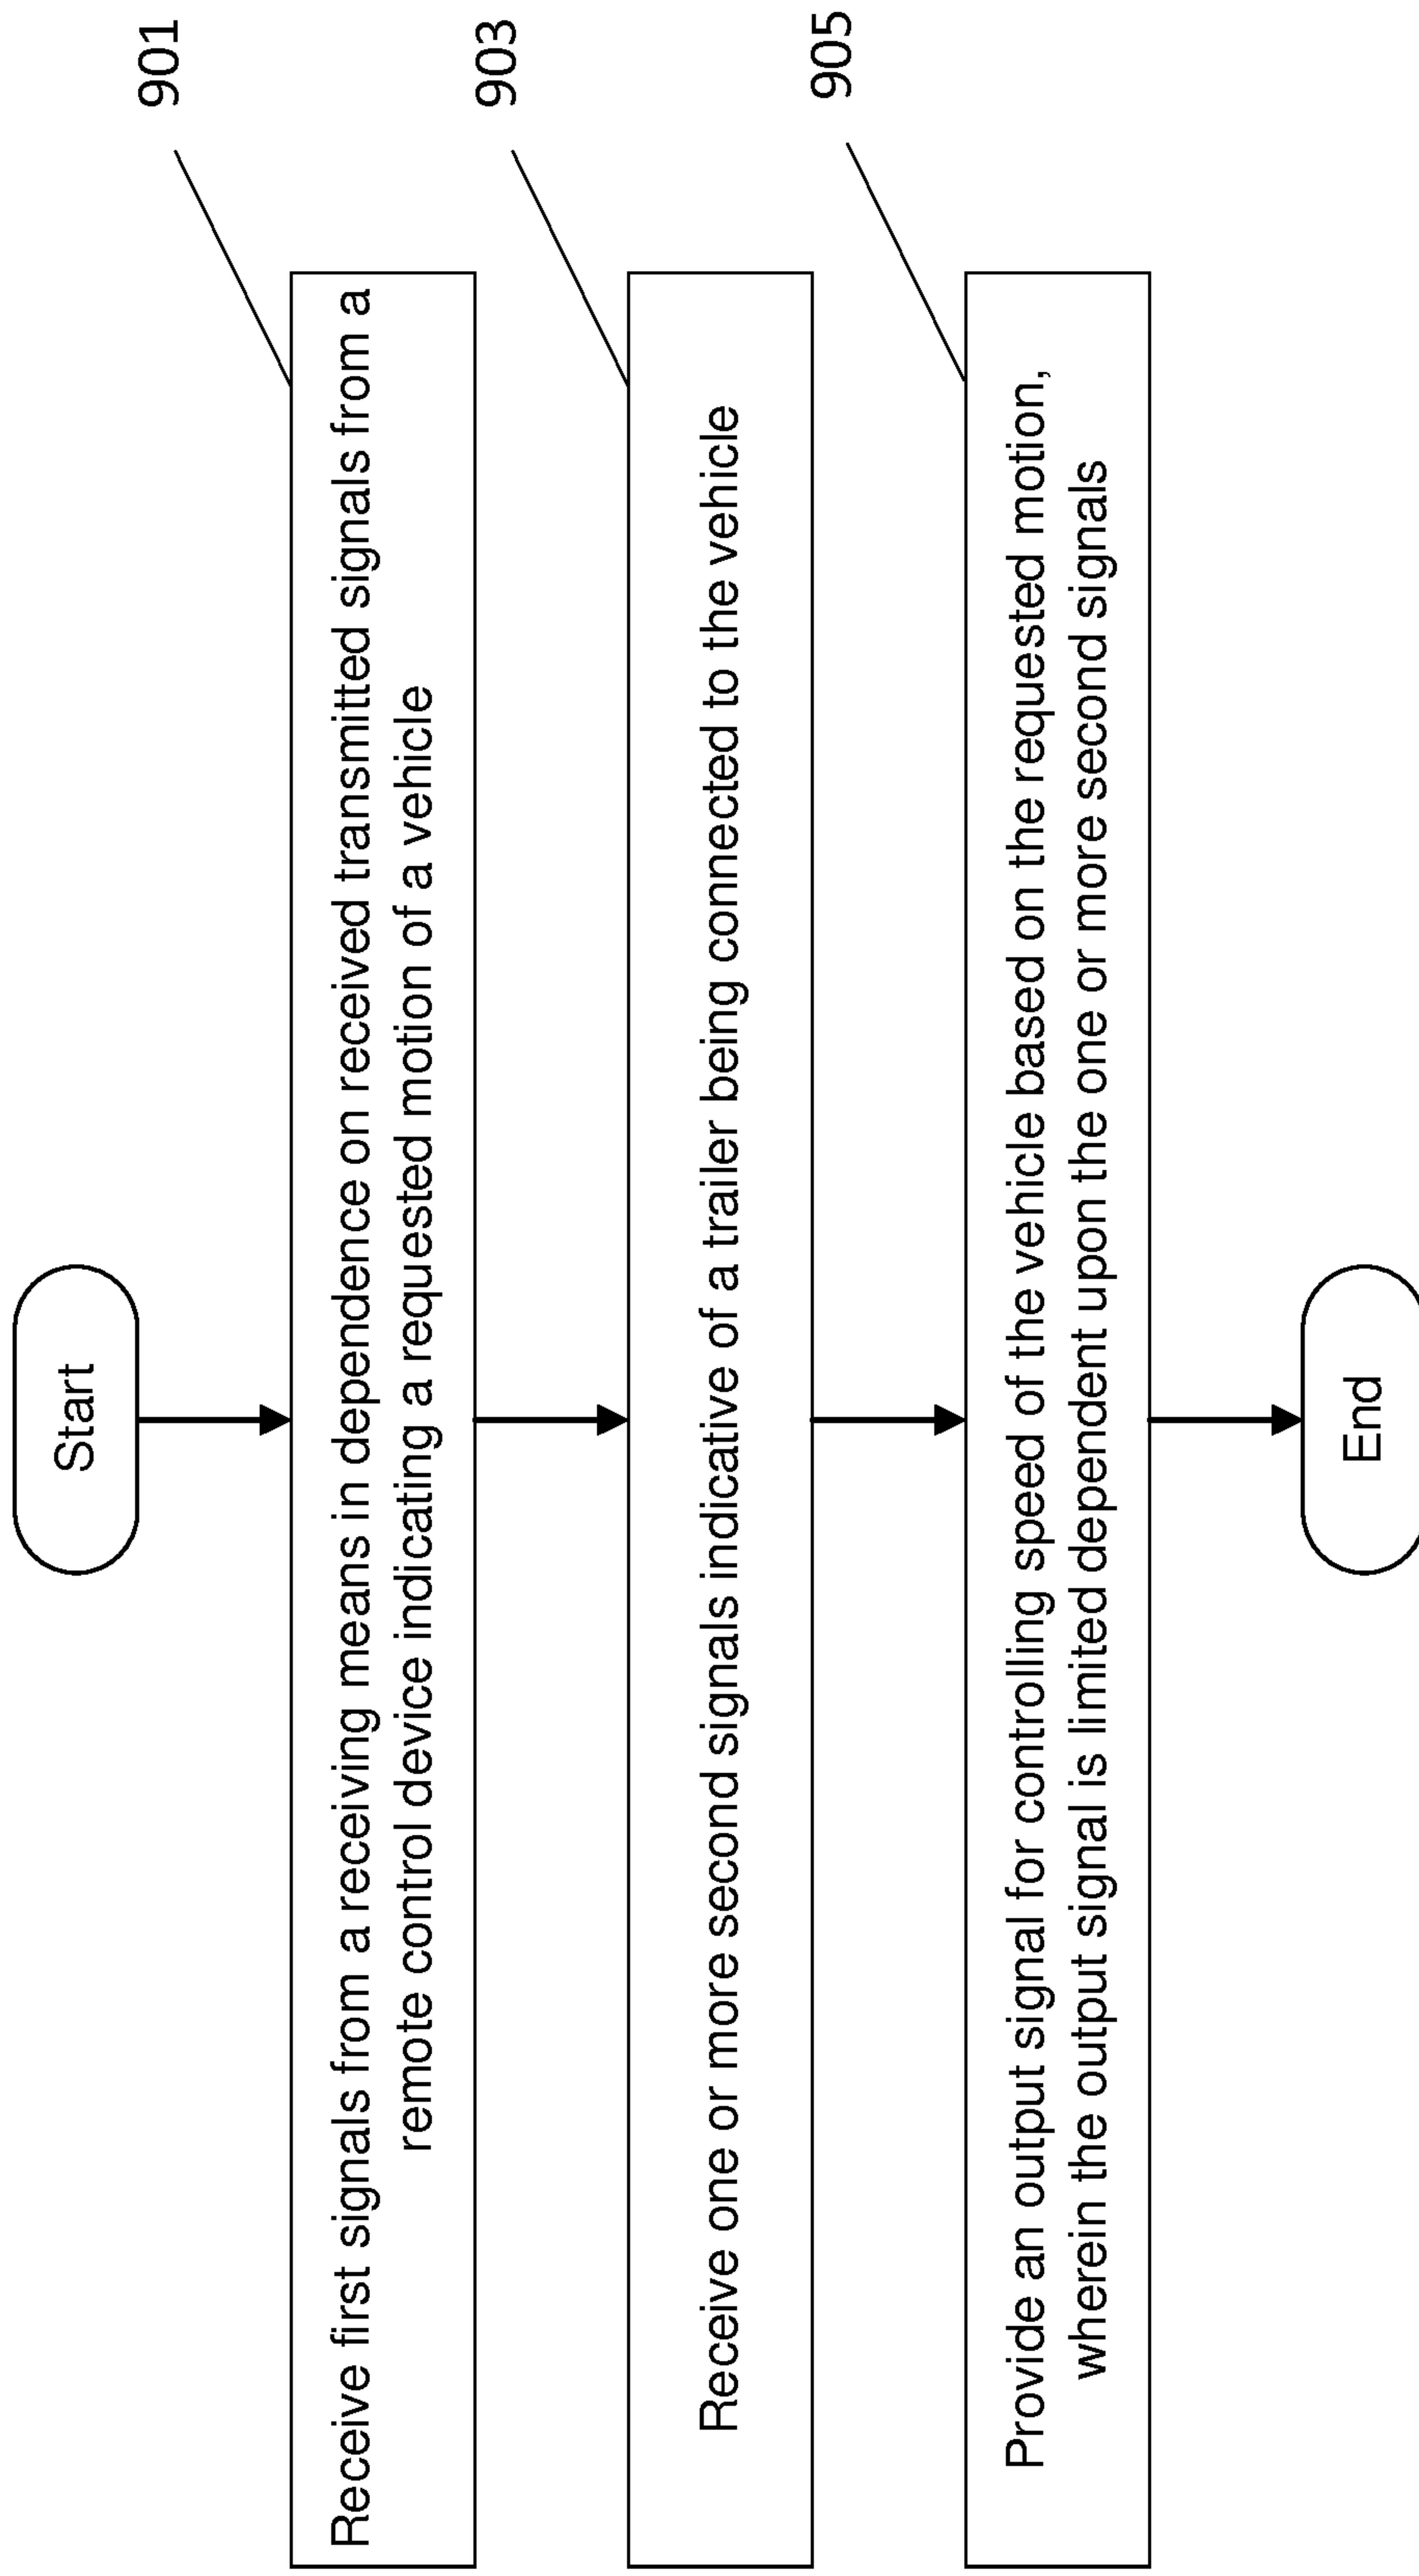 Start
901
Receive first signals from a receiving means in dependence on received transmitted signals from a
remote control device indicating a requested motion of a vehicle
903
Receive one or more second signals indicative of a trailer being connected to the vehicle
905
Provide an output signal for controlling speed of the vehicle based on the requested motion,
wherein the output signal is limited dependent upon the one or more second signals
End